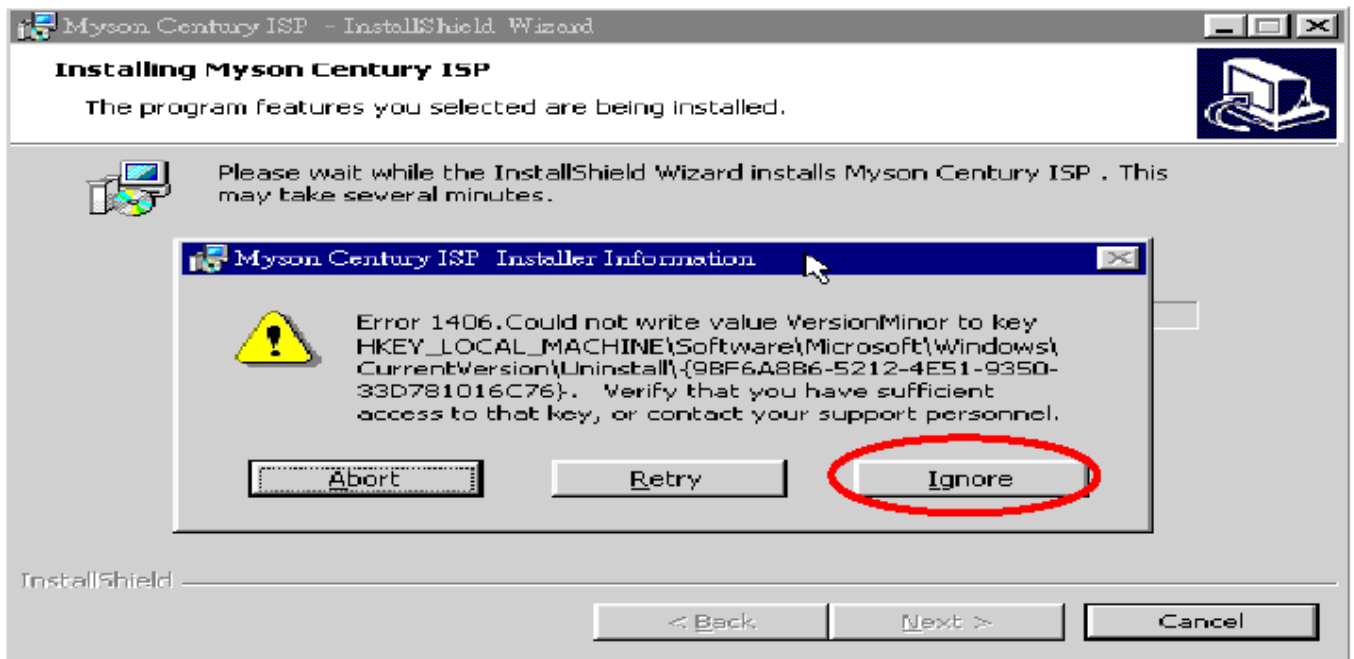 Myson Century ISP - InstallShield Wizard
Installing Myson Century ISP
The program features you selected are being installed.
Please wait while the InstallShield Wizard installs Myson Century ISP . This
may take several minutes.
Myson Century ISP Installer Information
Error 1406.Could not write value VersionMinor to key
HKEY_LOCAL_MACHINE\Software\Microsoft\Windows\
CurrentVersion\Uninstall\{9BF6A8B6-5212-4E51-9350-
33D781016C76}. Verify that you have sufficient
access to that key, or contact your support personnel.
Abort Retry Ignore
InstallShield
< Back Next > Cancel